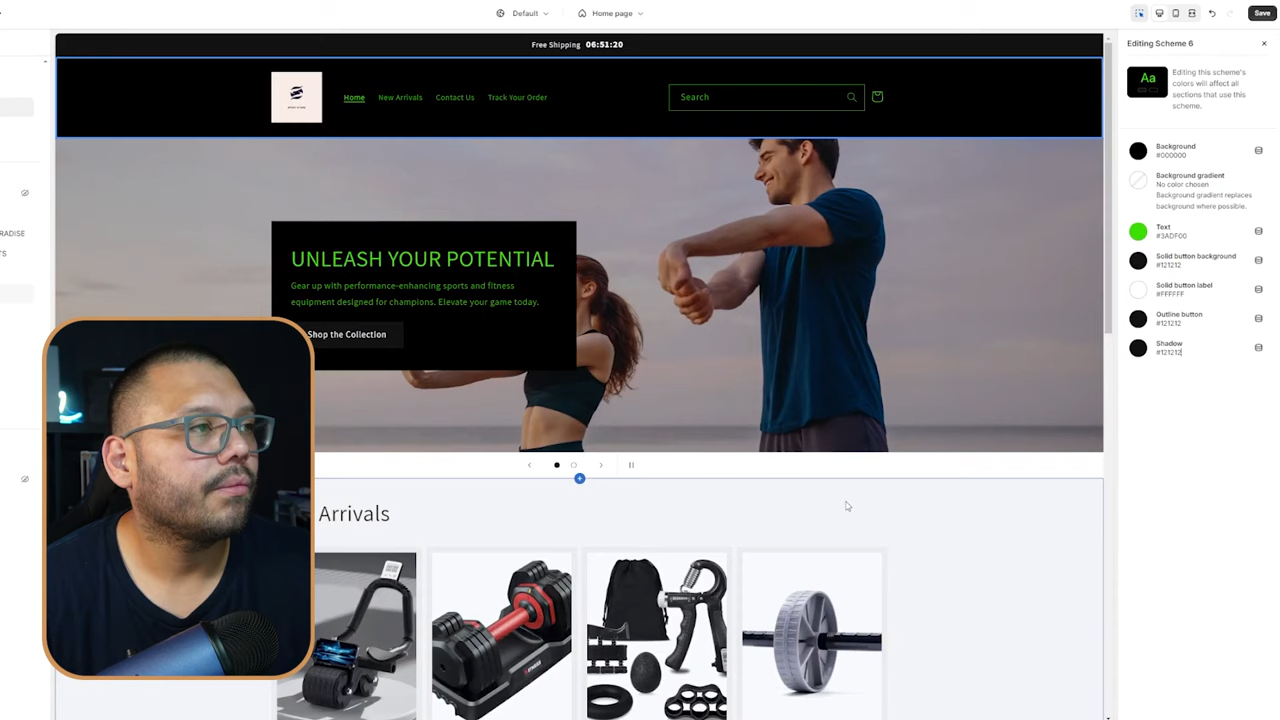 Default
Home page
Save
Free Shipping 06:51:20
Home
New Arrivals
Contact Us
Track Your Order
Search
UNLEASH YOUR POTENTIAL
Gear up with performance-enhancing sports and fitness
equipment designed for champions. Elevate your game today.
Shop the Collection
Arrivals
ARADISE
TS
Editing Scheme 6
Aa
Editing this scheme's
colors will affect all
sections that use this
scheme.
Background
#000000
Background gradient
No color chosen
Background gradient replaces
background where possible.
Text
#3ADF00
Solid button background
#121212
Solid button label
#FFFFFF
Outline button
#121212
Shadow
#121212